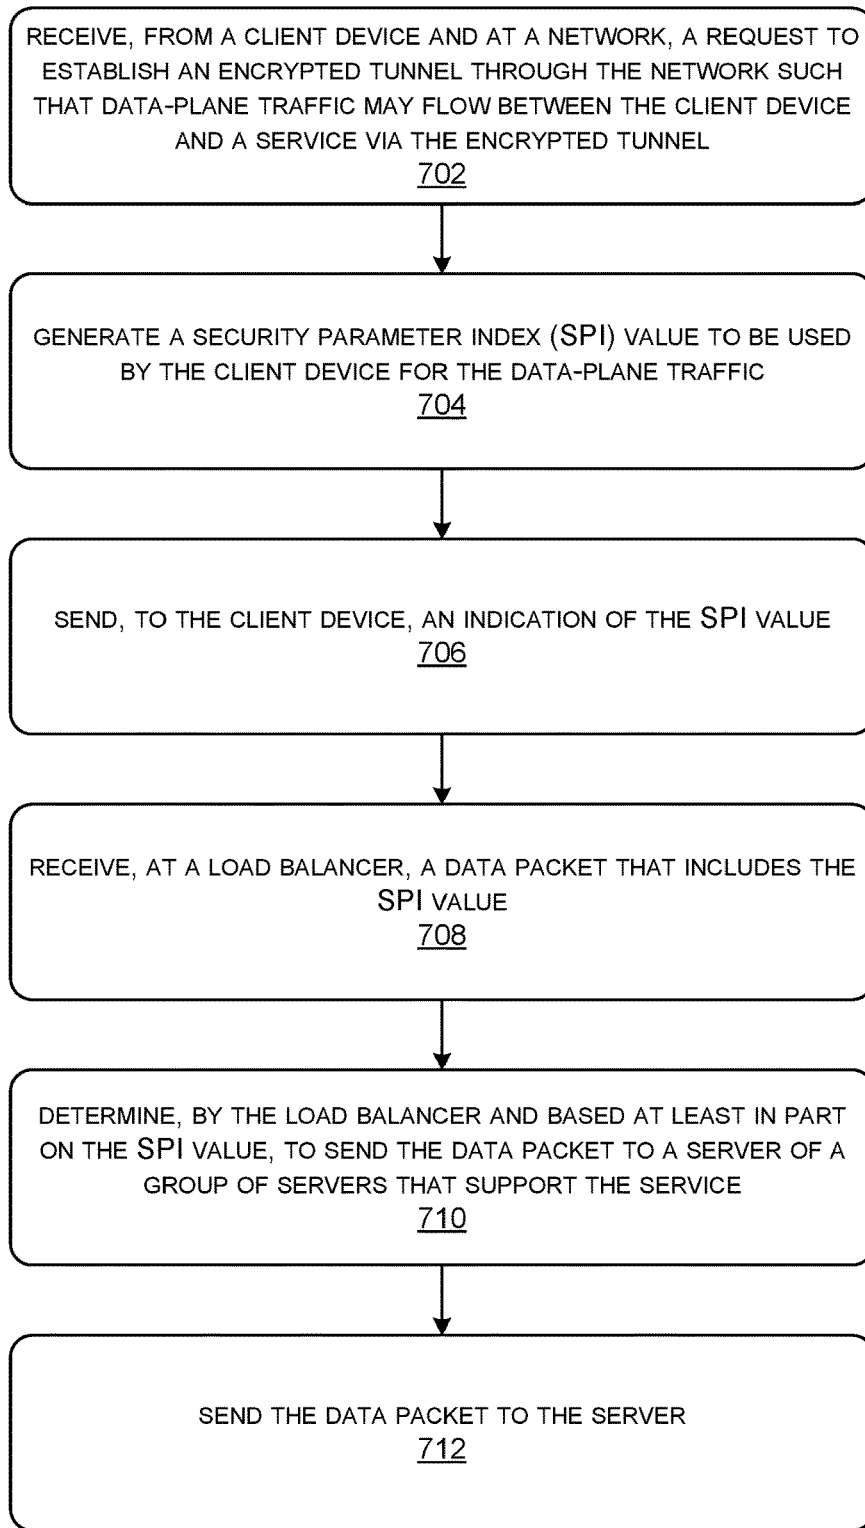 RECEIVE, FROM A CLIENT DEVICE AND AT A NETWORK, A REQUEST TO
ESTABLISH AN ENCRYPTED TUNNEL THROUGH THE NETWORK SUCH
THAT DATA-PLANE TRAFFIC MAY FLOW BETWEEN THE CLIENT DEVICE
AND A SERVICE VIA THE ENCRYPTED TUNNEL
702
GENERATE A SECURITY PARAMETER INDEX (SPI) VALUE TO BE USED
BY THE CLIENT DEVICE FOR THE DATA-PLANE TRAFFIC
704
SEND, TO THE CLIENT DEVICE, AN INDICATION OF THE SPI VALUE
706
RECEIVE, AT A LOAD BALANCER, A DATA PACKET THAT INCLUDES THE
SPI VALUE
708
DETERMINE, BY THE LOAD BALANCER AND BASED AT LEAST IN PART
ON THE SPI VALUE, TO SEND THE DATA PACKET TO A SERVER OF A
GROUP OF SERVERS THAT SUPPORT THE SERVICE
710
SEND THE DATA PACKET TO THE SERVER
712